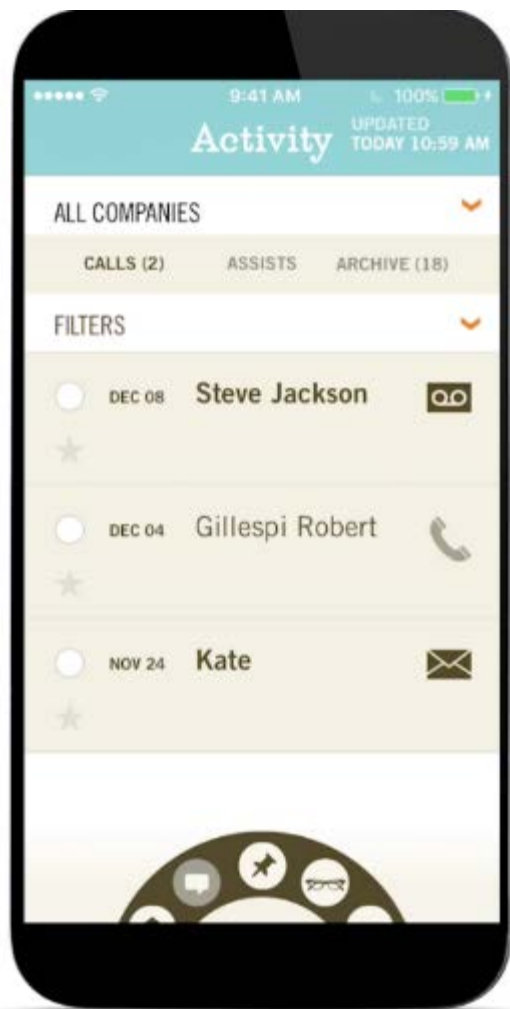 9:41 AM
100%
Activity
UPDATED
TODAY 10:59 AM
ALL COMPANIES
CALLS (2) ASSISTS ARCHIVE (18)
FILTERS
DEC 08 Steve Jackson
DEC 04 Gillespi Robert
NOV 24 Kate